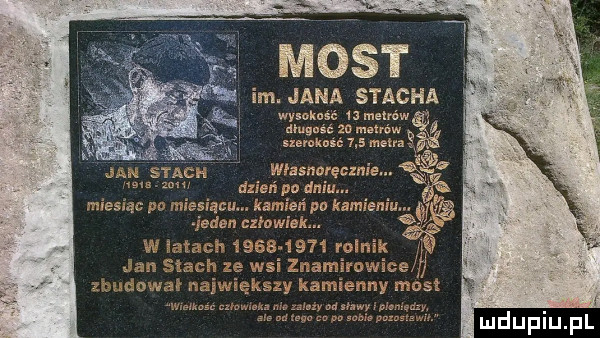 MOST
im. JANA STACHA
wysokość 13 metrów
długość 20 metrów
szerokość 7,5 metra
JAN STACH
/1918 - 2011/
Własnoręcznie...
dzień po dniu...
miesiąc po miesiącu... kamień po kamieniu...
-jeden człowiek...
W latach 1968-1971 rolnik
Jan Stach ze wsi Znamirowice
zbudował największy kamienny most
"Wielkość człowieka nie zależy od sławy i pieniędzy,
ale od tego co po sobie pozostawił."
wdupiu.pl